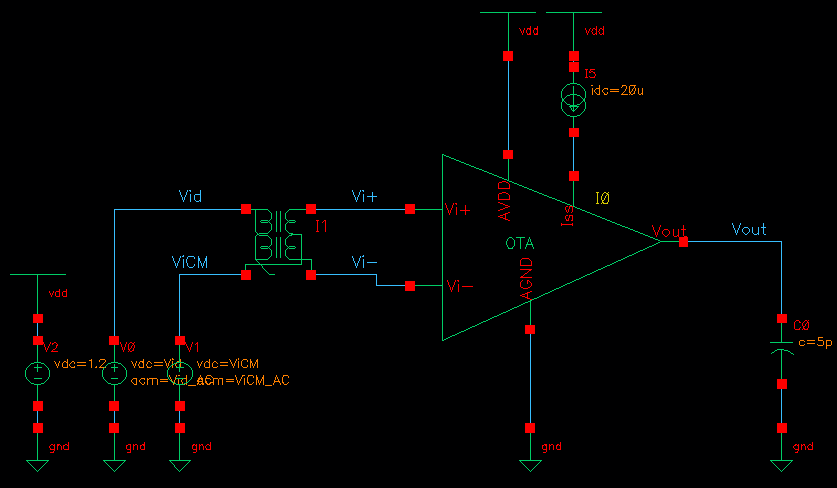 vdd
vdd
I5
idc=20u
Vid
Vi+
I1
Vi+
AVDD
Iss
I0
Vout
Vout
OTA
ViCM
Vi−
Vi−
AGND
vdd
V2
vdc=1.2
V0
vdc=Vid
acm=Vid_AC
V1
vdc=ViCM
acm=ViCM_AC
C0
c=5p
gnd
gnd
gnd
gnd
gnd